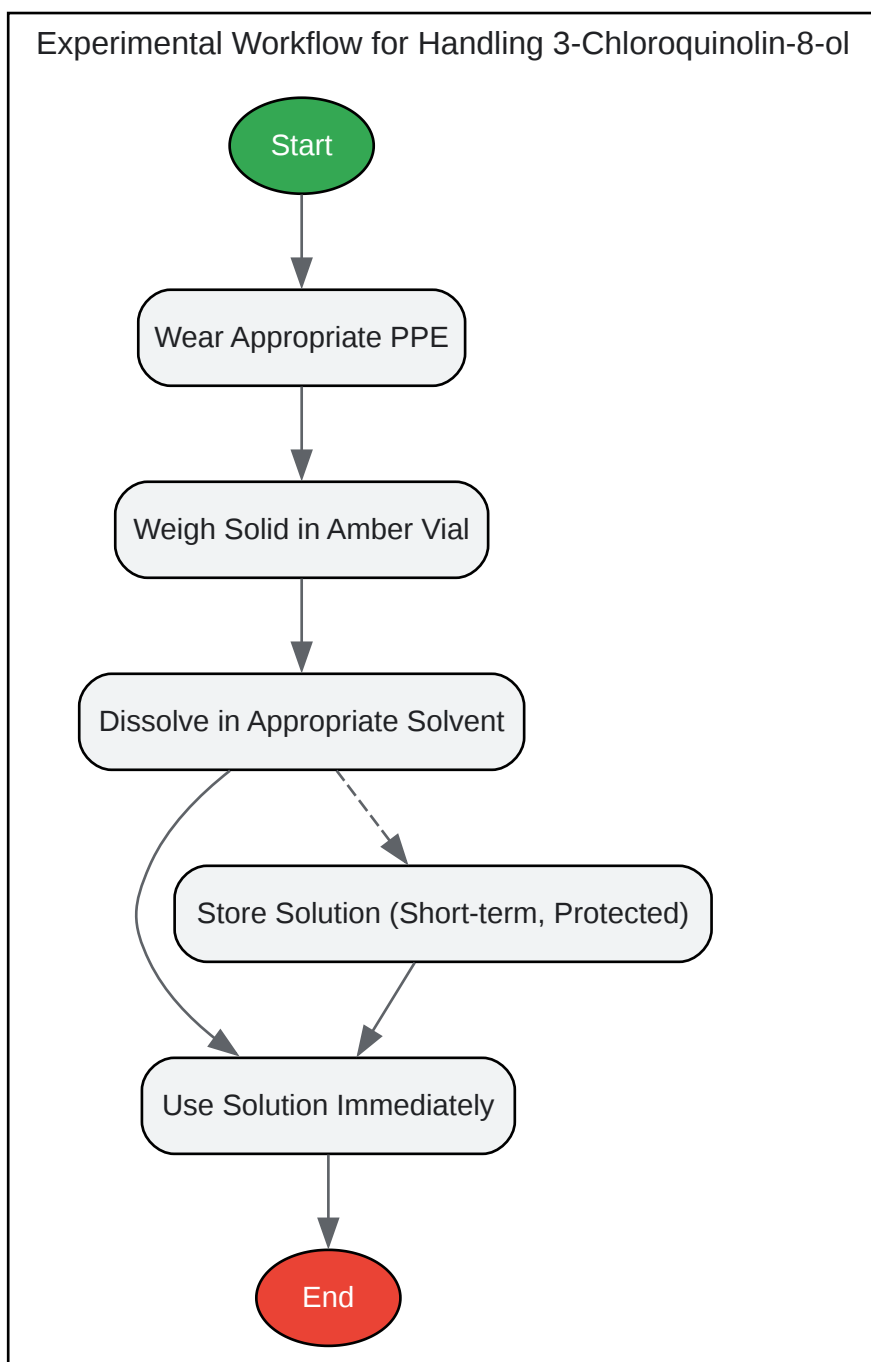 Experimental Workflow for Handling 3-Chloroquinolin-8-ol
Start
Wear Appropriate PPE
Weigh Solid in Amber Vial
Dissolve in Appropriate Solvent
Store Solution (Short-term, Protected)
Use Solution Immediately
End